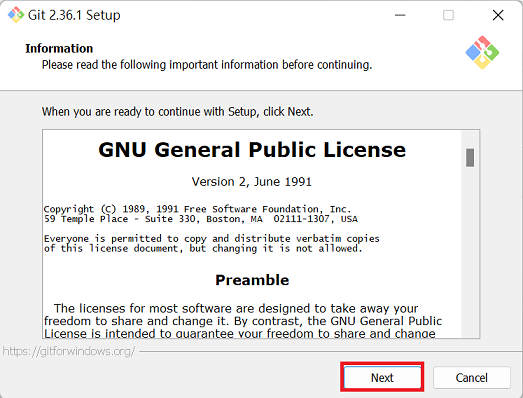 Git 2.36.1 Setup
Information
Please read the following important information before continuing.
When you are ready to continue with Setup, click Next.
GNU General Public License
Version 2, June 1991
Copyright (C) 1989, 1991 Free Software Foundation, Inc.
59 Temple Place - Suite 330, Boston, MA  02111-1307, USA
Everyone is permitted to copy and distribute verbatim copies
of this license document, but changing it is not allowed.
Preamble
The licenses for most software are designed to take away your
freedom to share and change it. By contrast, the GNU General Public
License is intended to guarantee your freedom to share and change
https://gitforwindows.org/
Next
Cancel